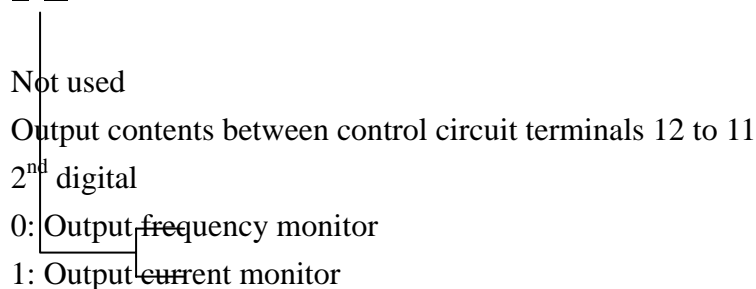 Not used
Output contents between control circuit terminals 12 to 11
2nd digital
0: Output frequency monitor
1: Output current monitor